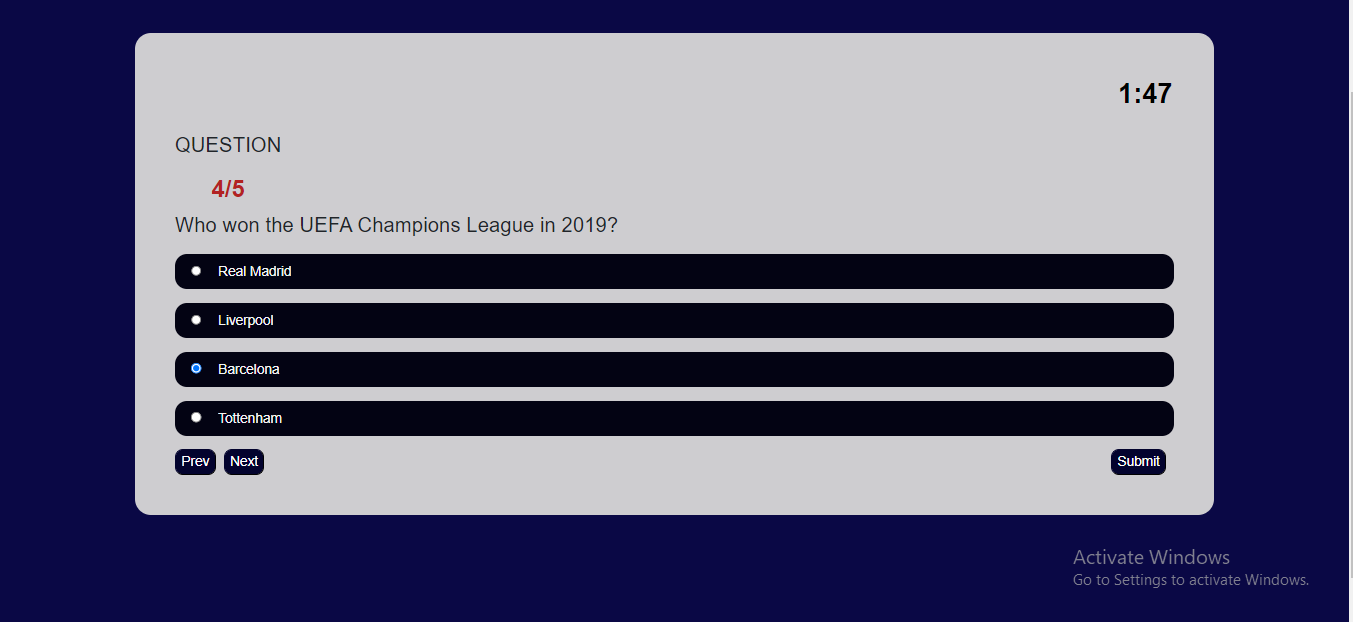 1:47
QUESTION
4/5
Who won the UEFA Champions League in 2019?
Real Madrid
Liverpool
Barcelona
Tottenham
Prev Next Submit
Activate Windows
Go to Settings to activate Windows.